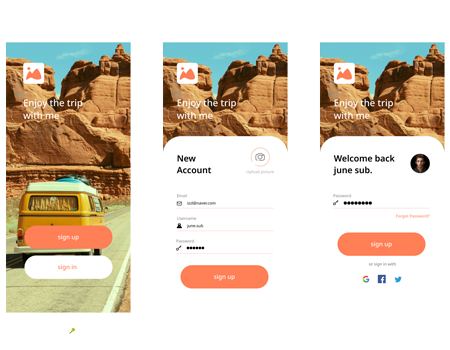 Enjoy the trip
with me
sign up
sign in
Enjoy the trip
with me
New
Account
upload picture
Email
izzl@naver.com
Username
june.sub
Password
sign up
Enjoy the trip
with me
Welcome back
june sub.
Password
Forgot Password?
sign up
or sign in with